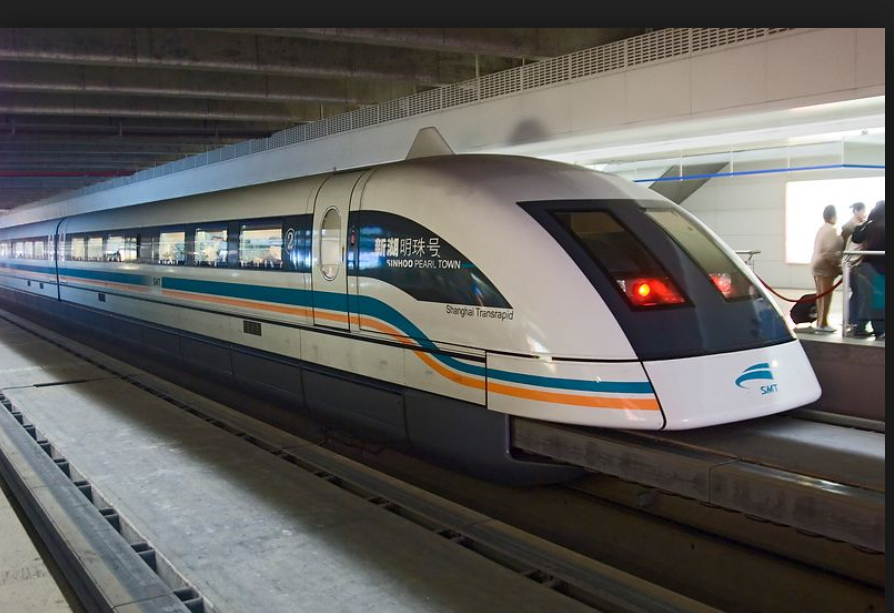 ②
新湖明珠号
SINHOO PEARL TOWN
Shanghai Transrapid
SMT